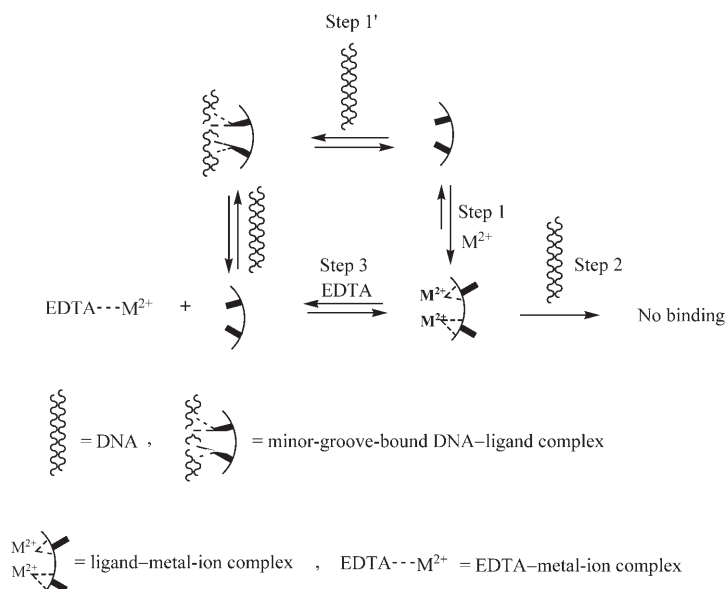 Step 1'
Step 1
M²⁺
Step 2
Step 3
EDTA
M²⁺
M²⁺
EDTA---M²⁺ +
No binding
= DNA , = minor-groove-bound DNA–ligand complex
M²⁺
M²⁺
= ligand–metal-ion complex , EDTA---M²⁺ = EDTA–metal-ion complex